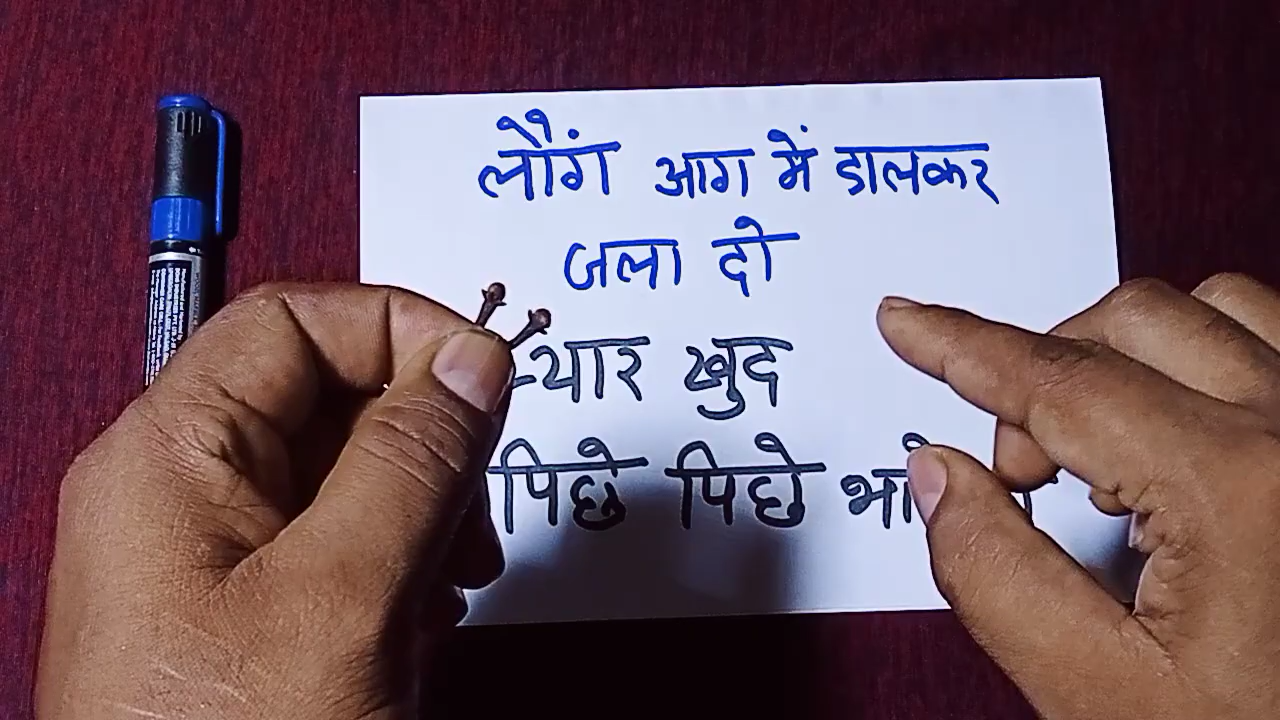 लौंग आग में डालकर
जला दो
प्यार खुद
पिछे पिछे